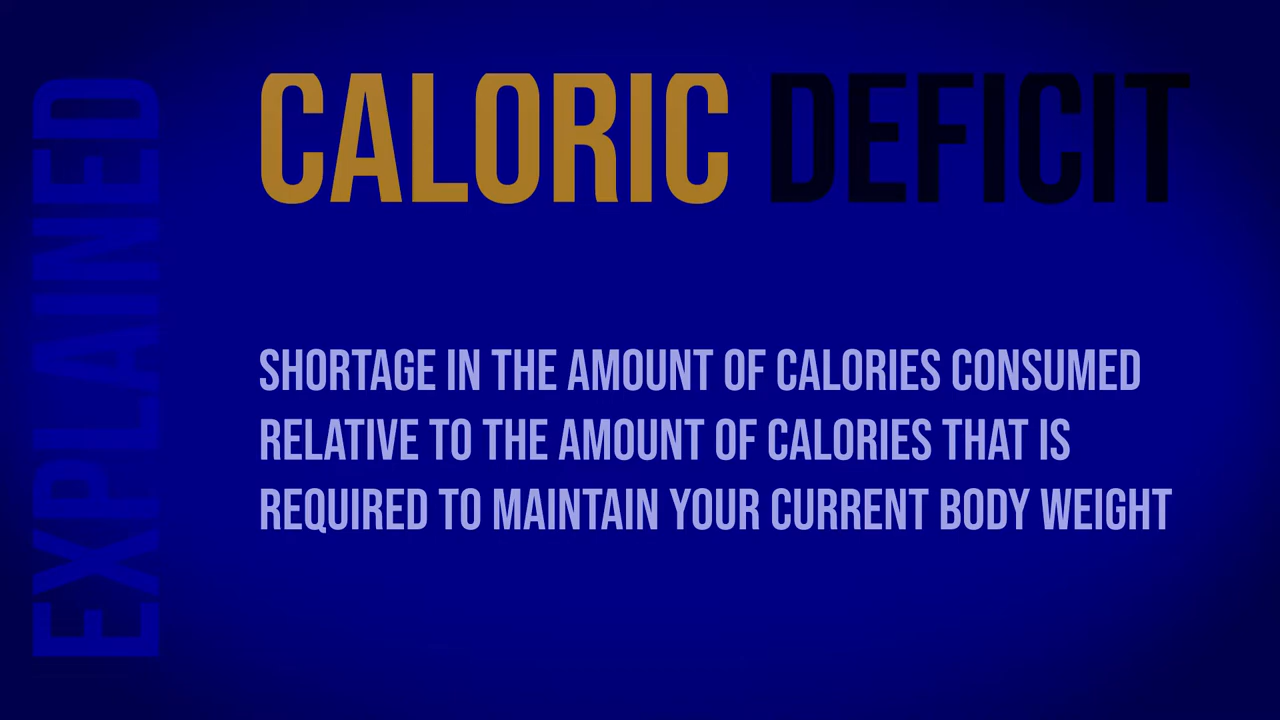 EXPLAINED
CALORIC DEFICIT
SHORTAGE IN THE AMOUNT OF CALORIES CONSUMED
RELATIVE TO THE AMOUNT OF CALORIES THAT IS
REQUIRED TO MAINTAIN YOUR CURRENT BODY WEIGHT